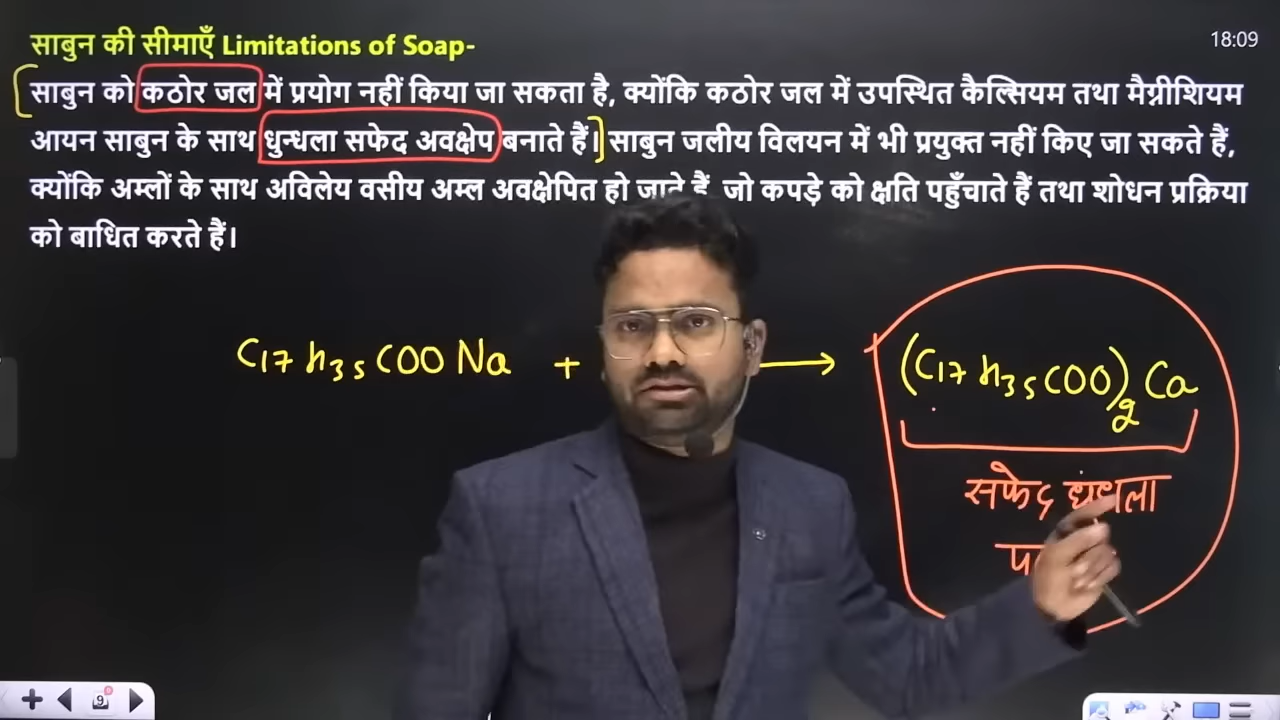 साबुन की सीमाएँ Limitations of Soap-
18:09
साबुन को कठोर जल में प्रयोग नहीं किया जा सकता है, क्योंकि कठोर जल में उपस्थित कैल्सियम तथा मैग्नीशियम
आयन साबुन के साथ धुन्धला सफेद अवक्षेप बनाते हैं। साबुन जलीय विलयन में भी प्रयुक्त नहीं किए जा सकते हैं,
क्योंकि अम्लों के साथ अविलेय वसीय अम्ल अवक्षेपित हो जाते हैं, जो कपड़े को क्षति पहुँचाते हैं तथा शोधन प्रक्रिया
को बाधित करते हैं।
C17H35COONa + → (C17H35COO)2Ca
सफेद धुंधला
9